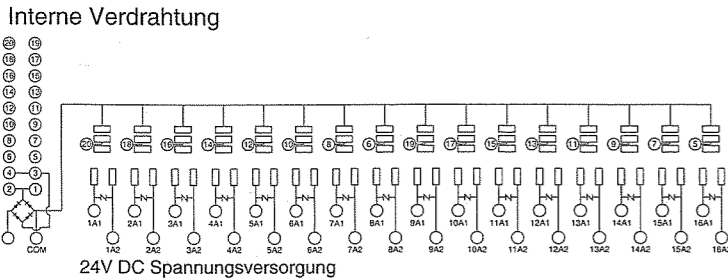 Interne Verdrahtung
20 19
18 17
16 15
14 13
12 11
10 9
8 7
6 5
4 3
2 1
20 18 16 14 12 10 8 6 19 17 15 13 11 9 7 5
1A1 2A1 3A1 4A1 5A1 6A1 7A1 8A1 9A1 10A1 11A1 12A1 13A1 14A1 15A1 16A1
COM 1A2 2A2 3A2 4A2 5A2 6A2 7A2 8A2 9A2 10A2 11A2 12A2 13A2 14A2 15A2 16A2
24V DC Spannungsversorgung